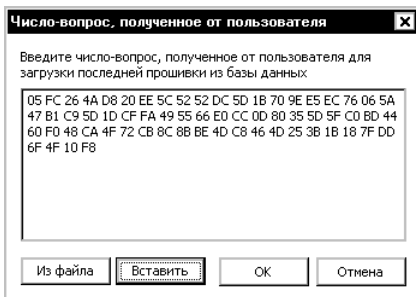 Число-вопрос, полученное от пользователя
Введите число-вопрос, полученное от пользователя для
загрузки последней прошивки из базы данных
05 FC 26 4A D8 20 EE 5C 52 52 DC 5D 1B 70 9E E5 EC 76 06 5A
47 B1 C9 5D 1D CF FA 49 55 66 E0 CC 0D 80 35 5D 5F C0 BD 44
60 F0 48 CA 4F 72 CB 8C 8B BE 4D C8 46 4D 25 3B 1B 18 7F DD
6F 4F 10 F8
Из файла Вставить OK Отмена